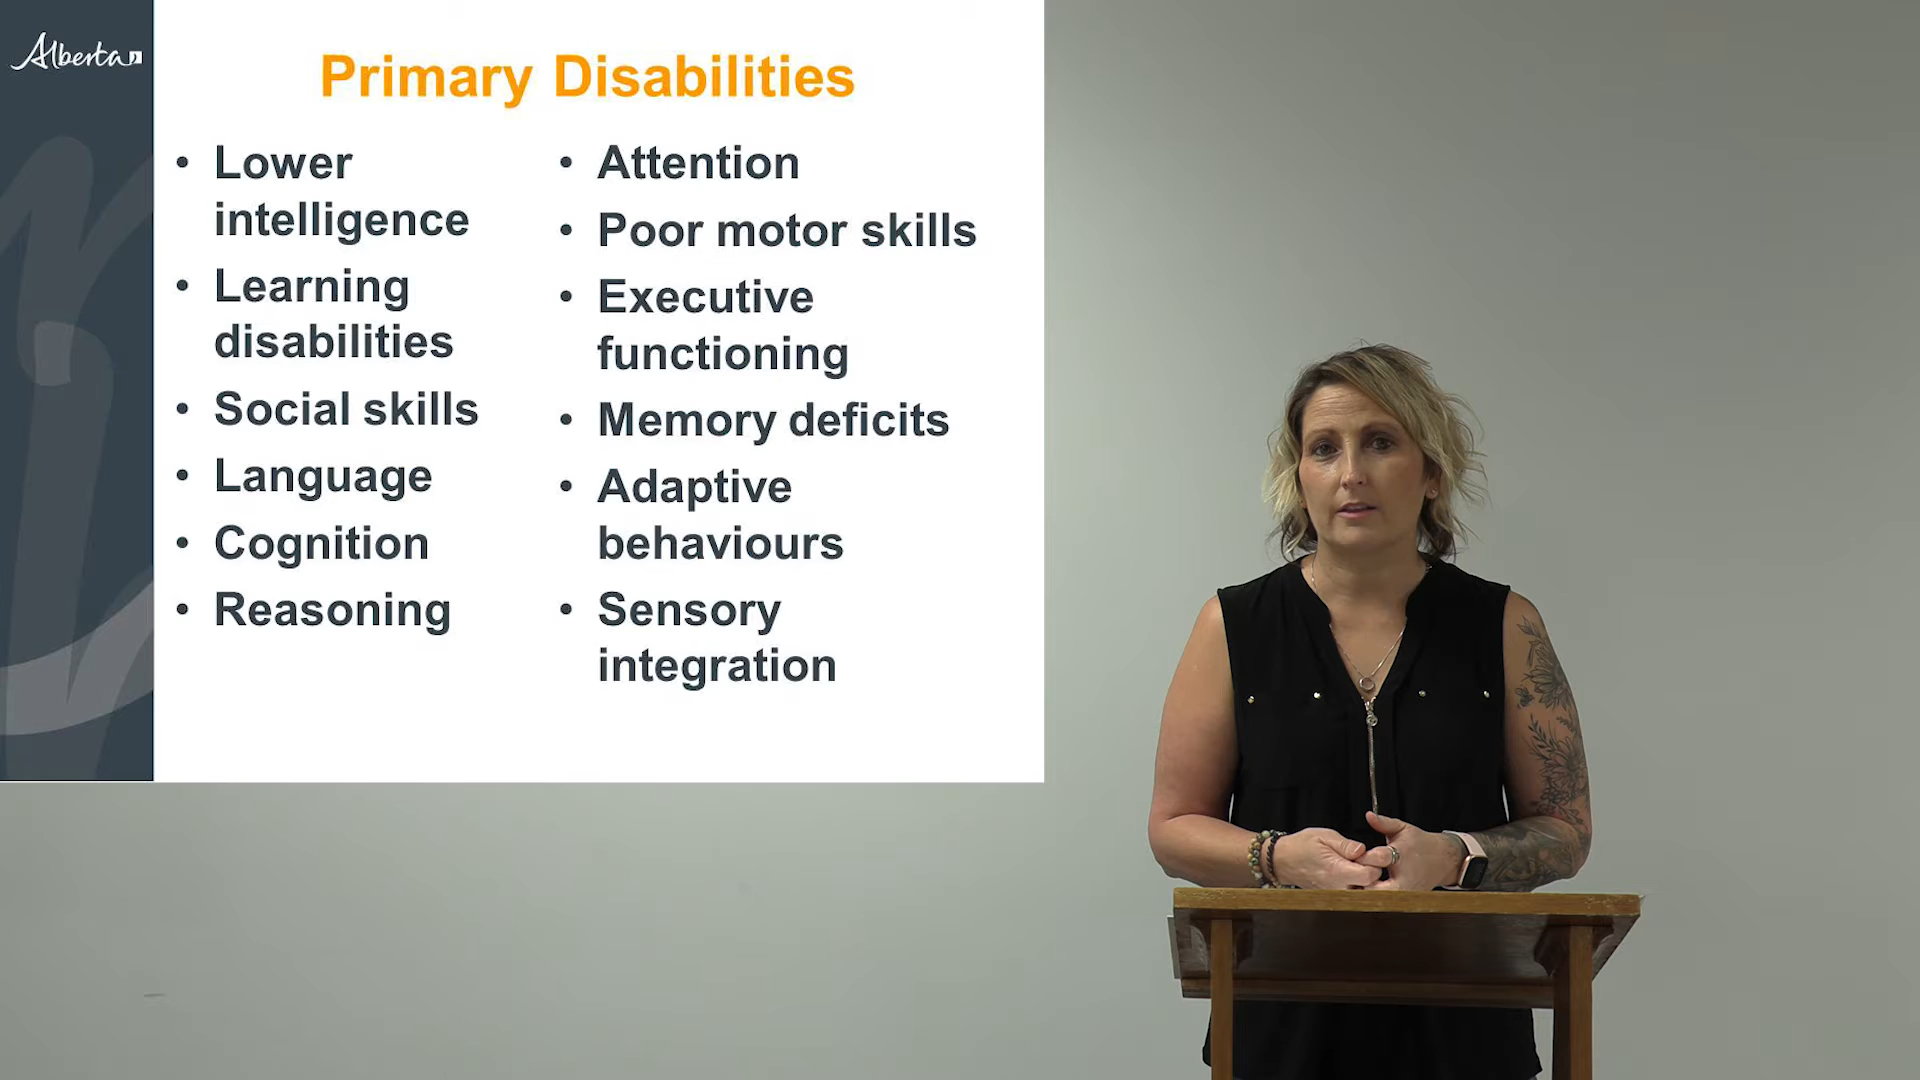 Alberta
Primary Disabilities
• Lower
intelligence
• Learning
disabilities
• Social skills
• Language
• Cognition
• Reasoning
• Attention
• Poor motor skills
• Executive
functioning
• Memory deficits
• Adaptive
behaviours
• Sensory
integration